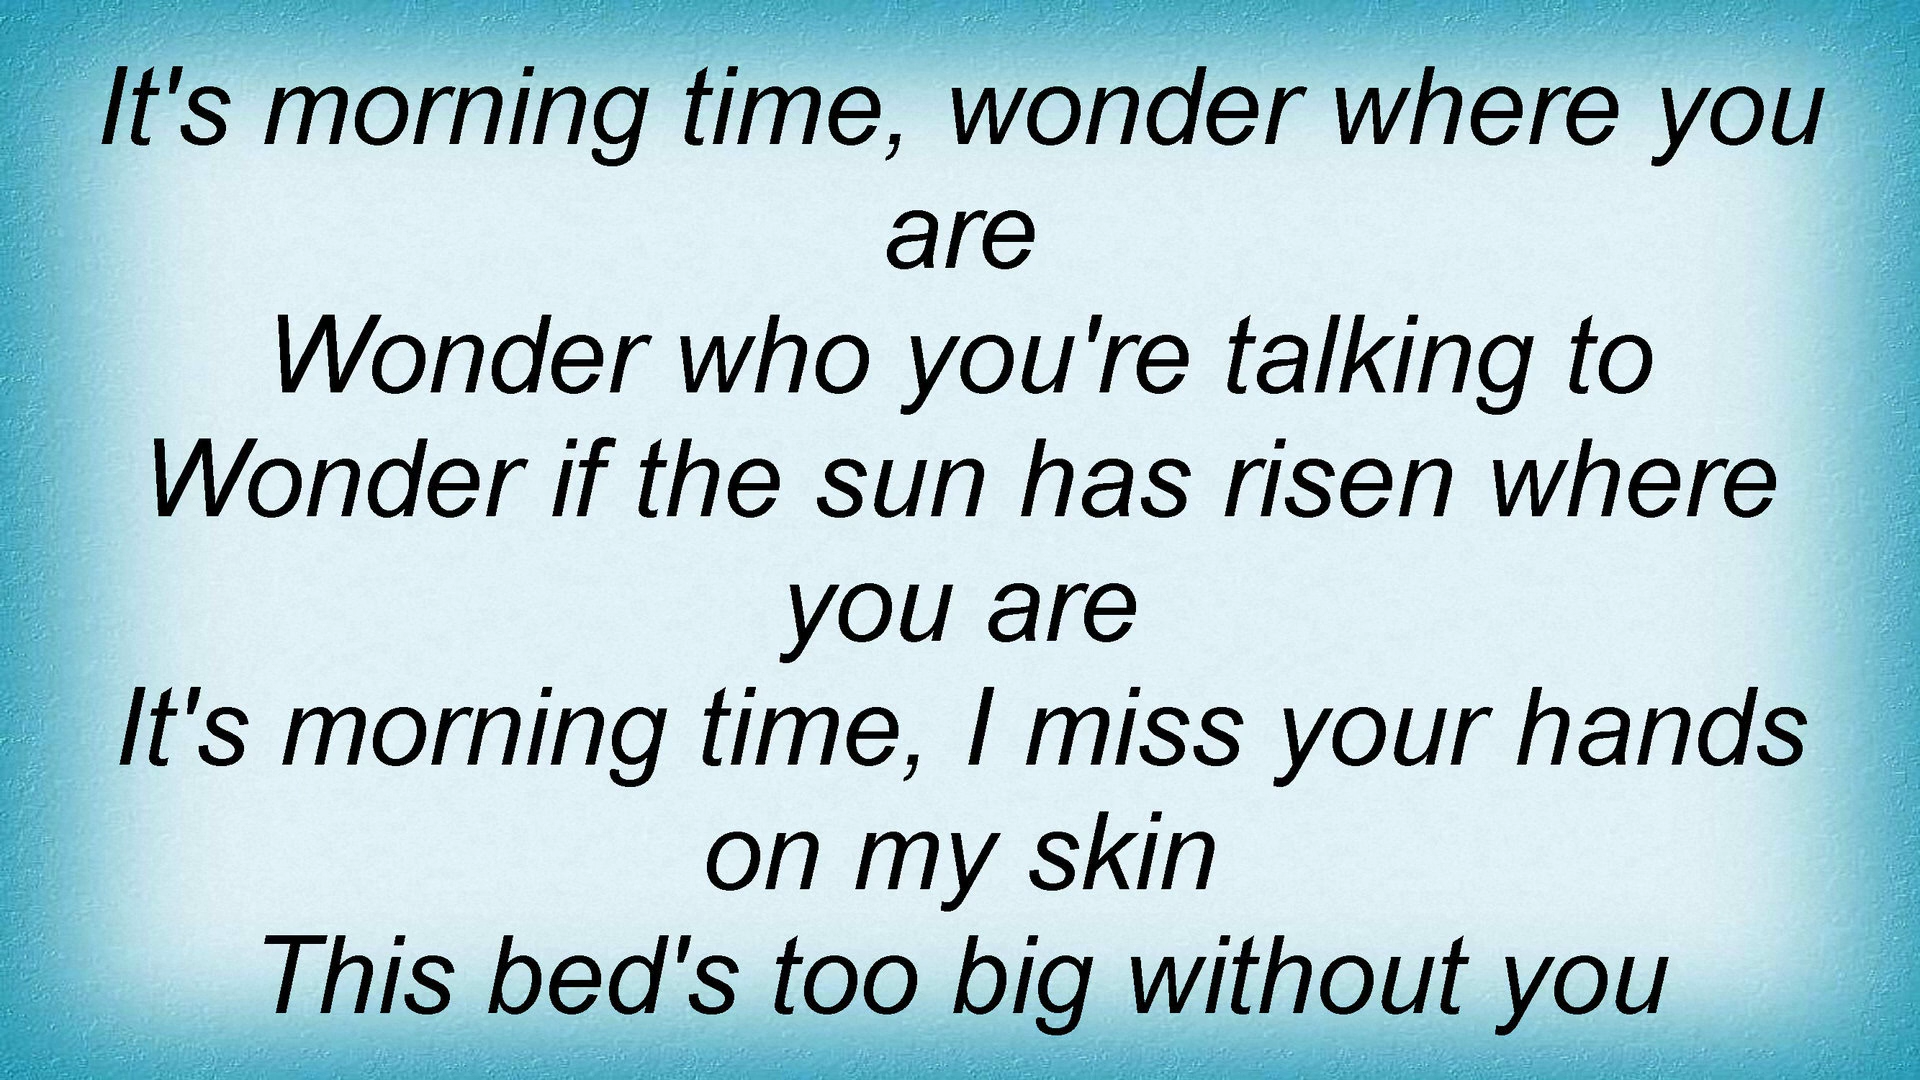 It's morning time, wonder where you
are
Wonder who you're talking to
Wonder if the sun has risen where
you are
It's morning time, I miss your hands
on my skin
This bed's too big without you